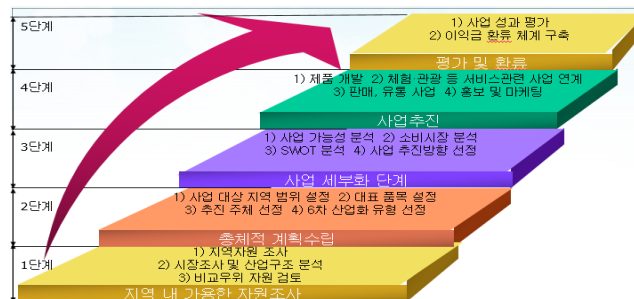 5단계
1) 사업 성과 평가
2) 이익금 환류 체계 구축
평가 및 환류
4단계
1) 제품 개발 2) 체험·관광 등 서비스관련 사업 연계
3) 판매, 유통 사업 4) 홍보 및 마케팅
사업추진
3단계
1) 사업 가능성 분석 2) 소비시장 분석
3) SWOT 분석 4) 사업 추진방향 선정
사업 세부화 단계
2단계
1) 사업 대상 지역 범위 설정 2) 대표 품목 설정
3) 추진 주체 선정 4) 6차 산업화 유형 선정
총체적 계획수립
1단계
1) 지역자원 조사
2) 시장조사 및 산업구조 분석
3) 비교우위 자원 검토
지역 내 가용한 자원조사